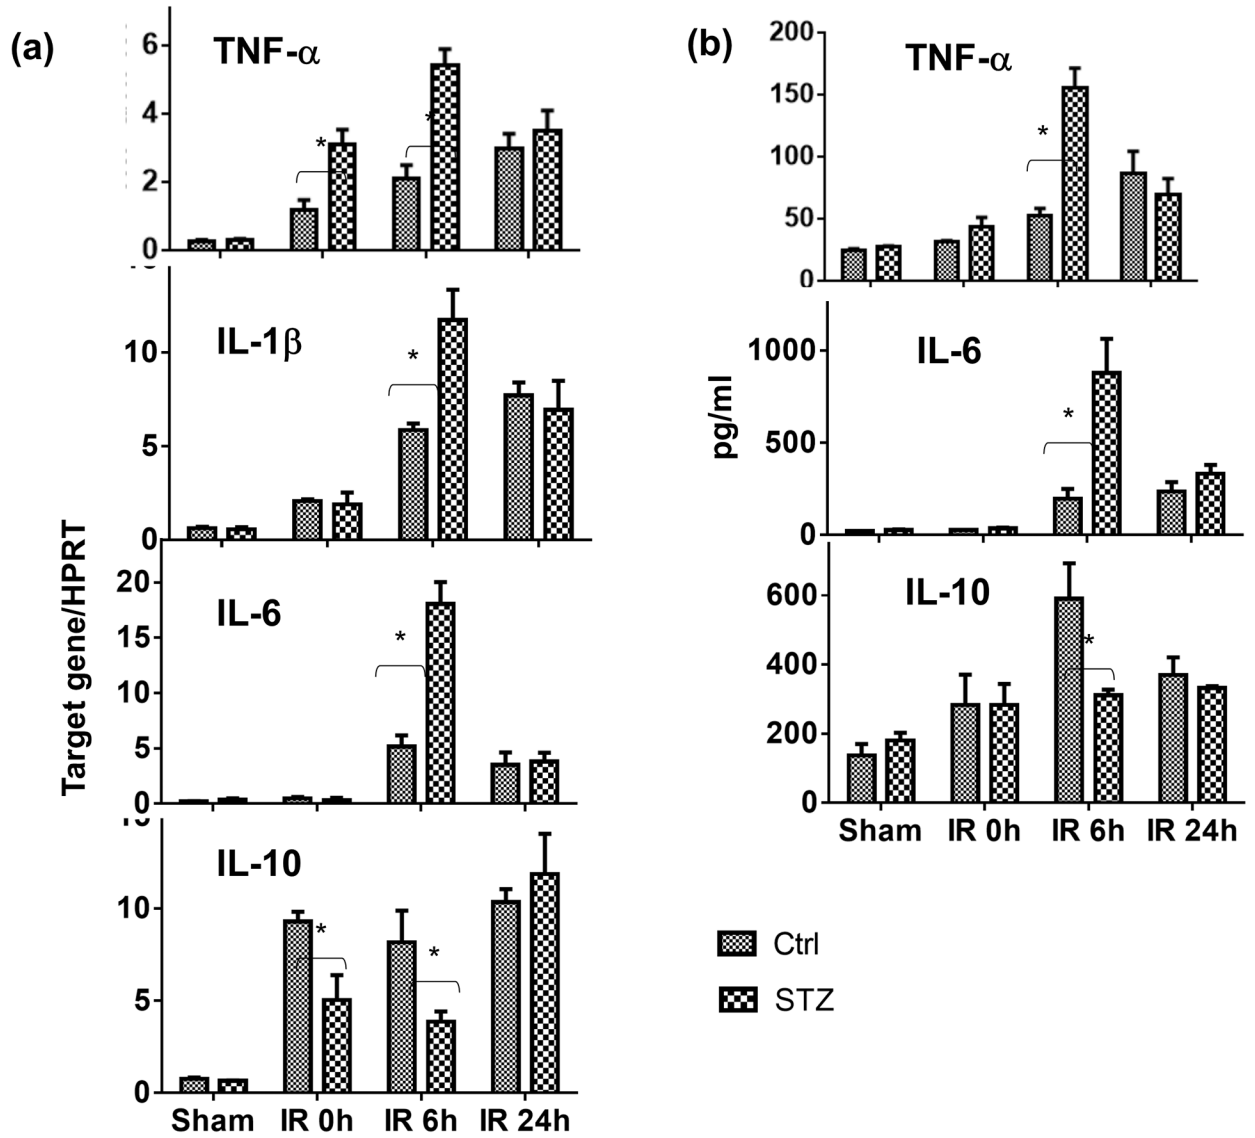 (a)
TNF-α
6
4
2
0
*
*
IL-1β
10
5
0
*
Target gene/HPRT
IL-6
20
15
10
5
0
*
IL-10
10
5
0
*
*
Sham IR 0h IR 6h IR 24h
(b)
TNF-α
200
150
100
50
0
*
pg/ml
IL-6
1000
500
0
*
IL-10
600
400
200
0
*
Sham IR 0h IR 6h IR 24h
Ctrl
STZ